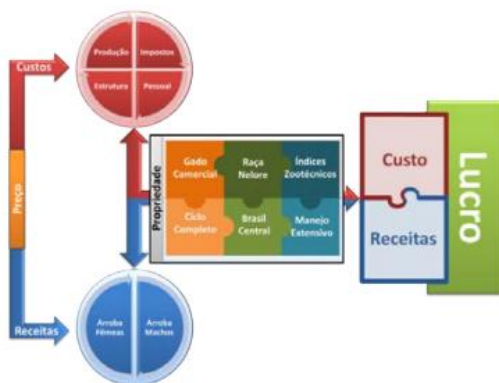 Custos
Produção
Impostos
Estrutura
Pessoal
Preço
Propriedade
Gado
Comercial
Raça
Nelore
Índices
Zootécnicos
Ciclo
Completo
Brasil
Central
Manejo
Extensivo
Custo
Receitas
Lucro
Receitas
Arroba
Fêmeas
Arroba
Machos